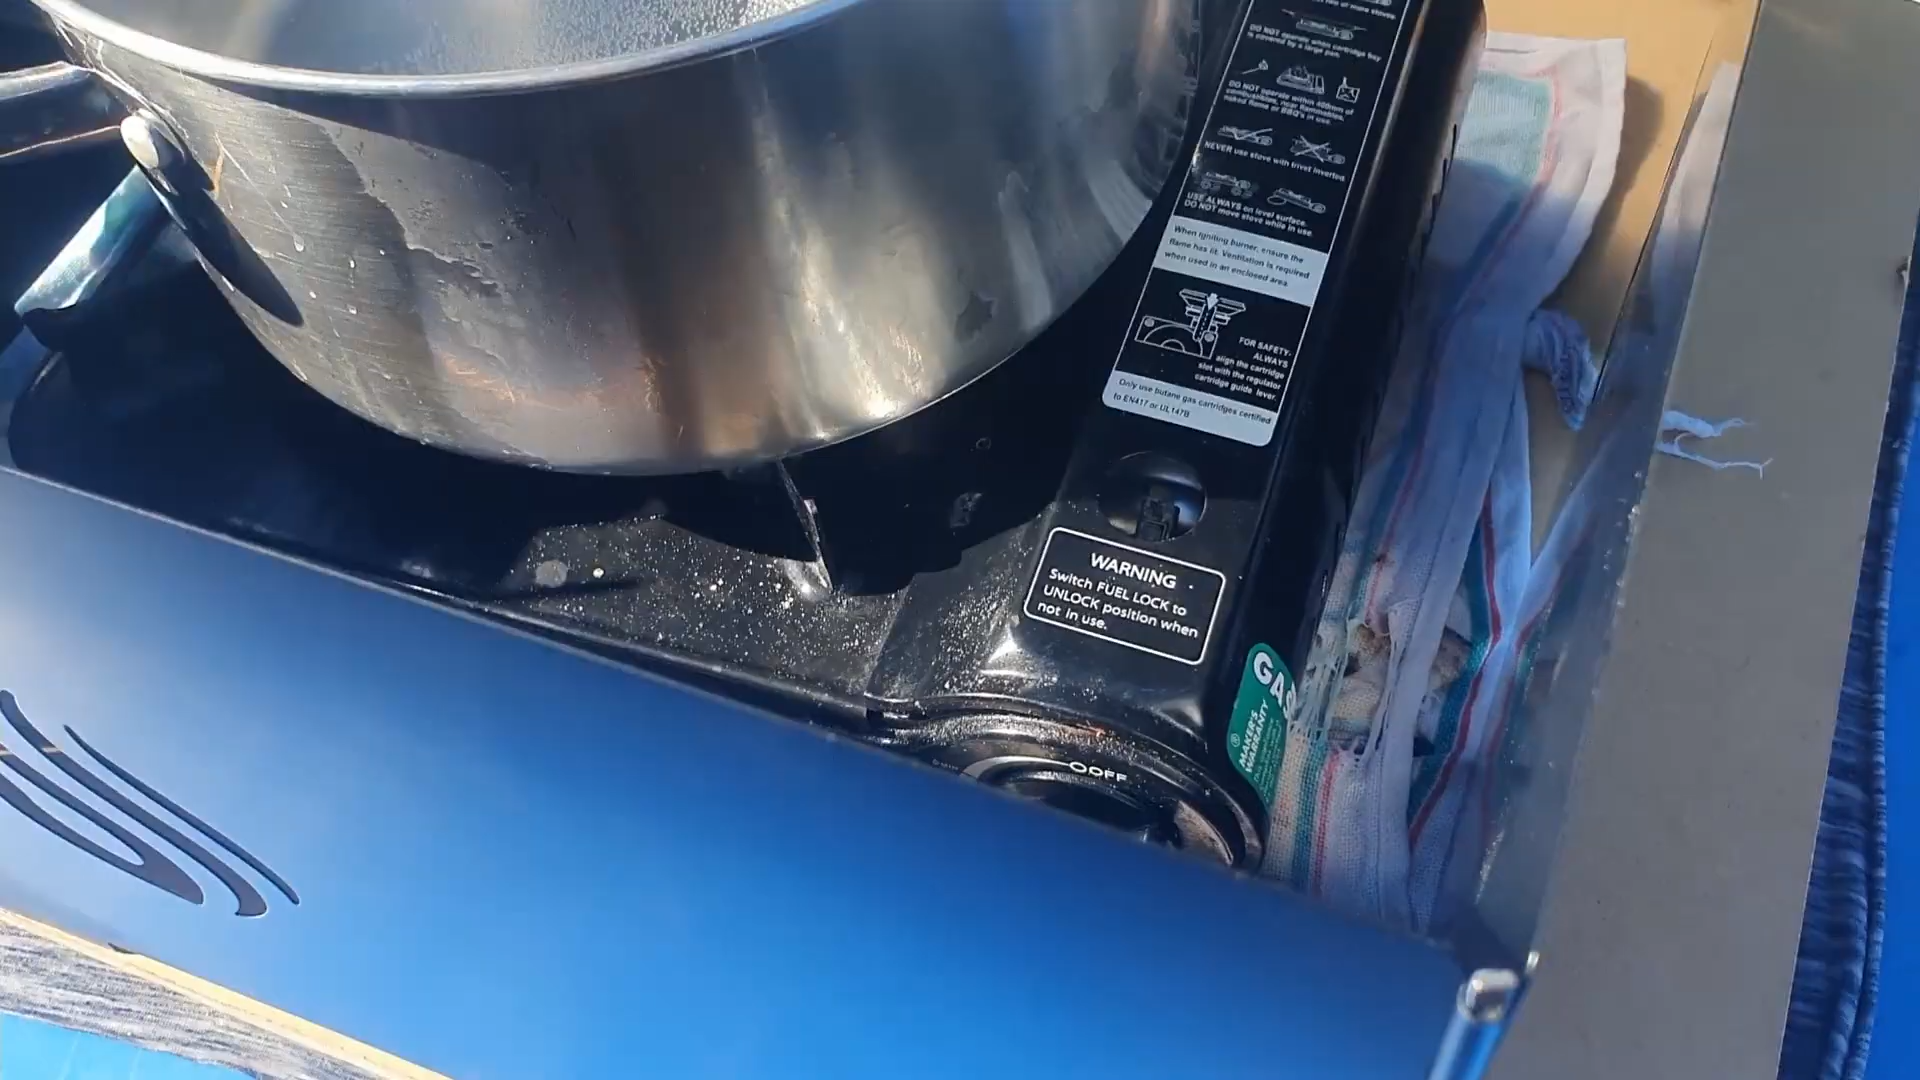 of more stoves.
DO NOT operate when cartridge bay
is covered by a large pan.
DO NOT operate within 400mm of
combustibles, near flammables,
naked flame or BBQ's in use.
NEVER use stove with trivet inverted
USE ALWAYS on level surface.
DO NOT move stove while in use.
When igniting burner, ensure the
flame has lit. Ventilation is required
when used in an enclosed area.
FOR SAFETY.
ALWAYS
align the cartridge
slot with the regulator
cartridge guide lever.
Only use butane gas cartridges certified
to EN417 or UL147B
WARNING
Switch FUEL LOCK to
UNLOCK position when
not in use.
GAS
MAKER'S
WARRANTY
OFF